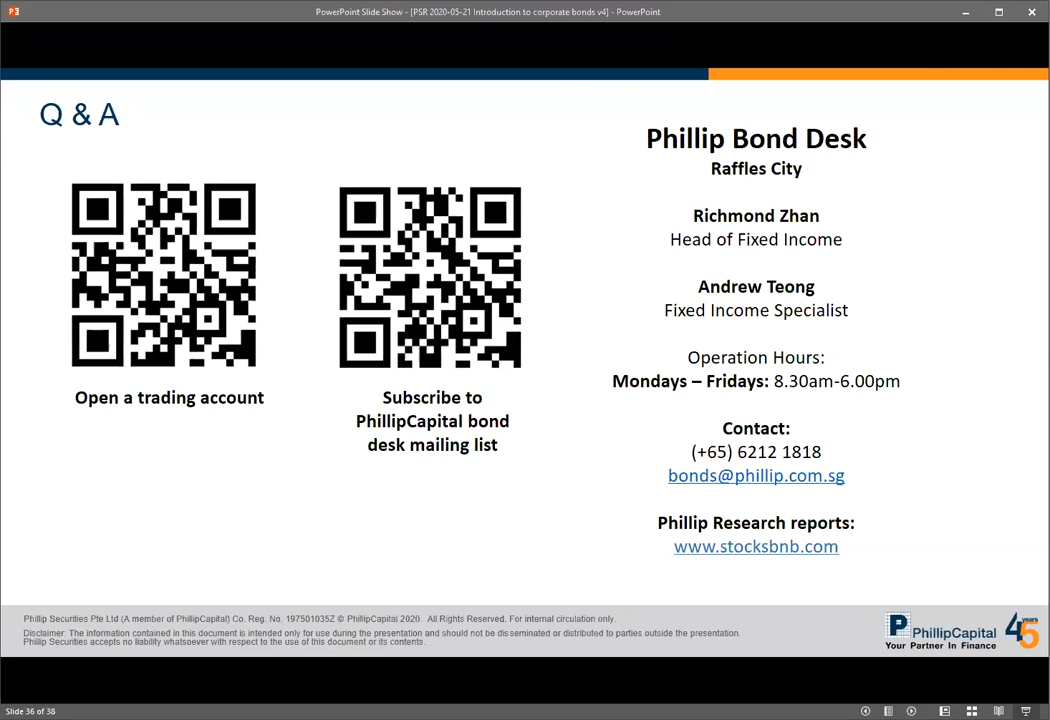 PowerPoint Slide Show - [PSR 2020-05-21 Introduction to corporate bonds v4] - PowerPoint
Q & A
Open a trading account
Subscribe to
PhillipCapital bond
desk mailing list
Phillip Bond Desk
Raffles City
Richmond Zhan
Head of Fixed Income
Andrew Teong
Fixed Income Specialist
Operation Hours:
Mondays – Fridays: 8.30am-6.00pm
Contact:
(+65) 6212 1818
bonds@phillip.com.sg
Phillip Research reports:
www.stocksbnb.com
Phillip Securities Pte Ltd (A member of PhillipCapital) Co. Reg. No. 197501035Z © PhillipCapital 2020. All Rights Reserved. For internal circulation only.
Disclaimer: The information contained in this document is intended only for use during the presentation and should not be disseminated or distributed to parties outside the presentation.
Phillip Securities accepts no liability whatsoever with respect to the use of this document or its contents.
P PhillipCapital
Your Partner In Finance
45 years
Slide 36 of 38